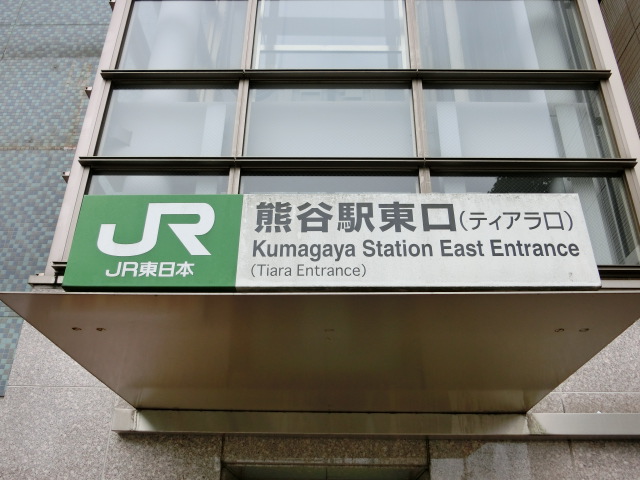 JR
JR東日本
熊谷駅東口(ティアラ口)
Kumagaya Station East Entrance
(Tiara Entrance)